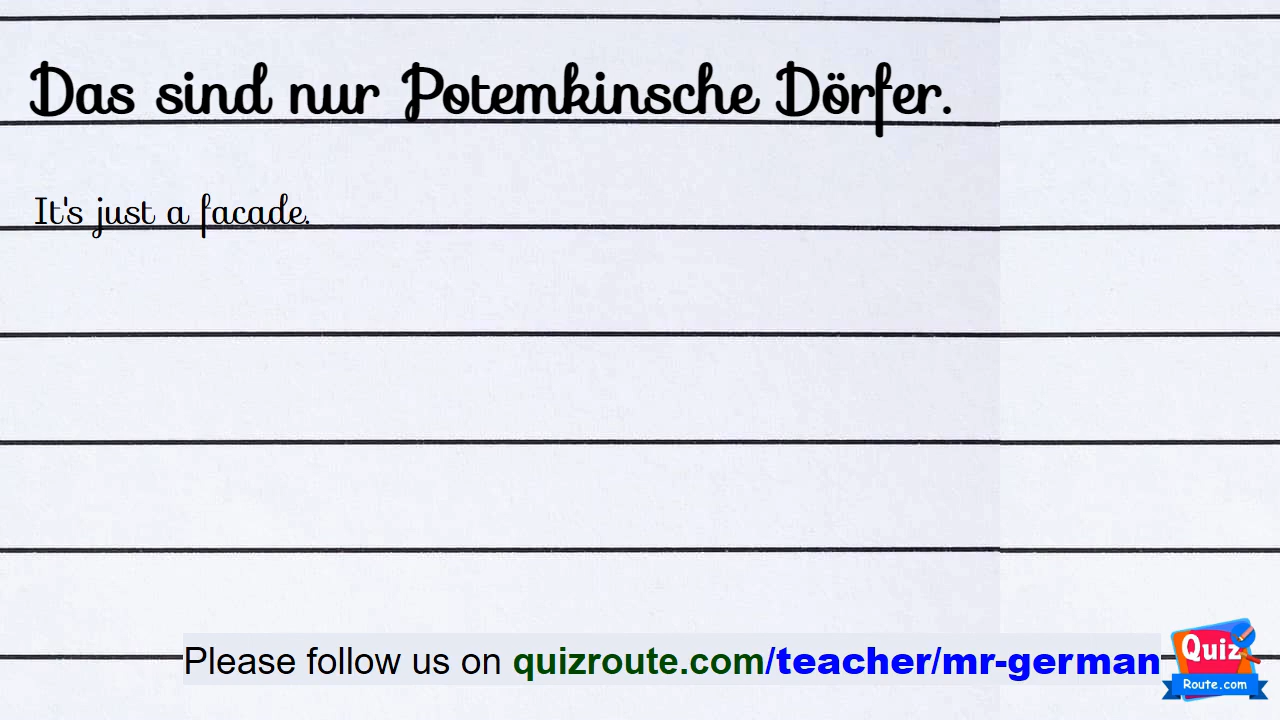 Das sind nur Potemkinsche Dörfer.
It's just a facade.
Please follow us on quizroute.com/teacher/mr-german
Quiz
Route.com